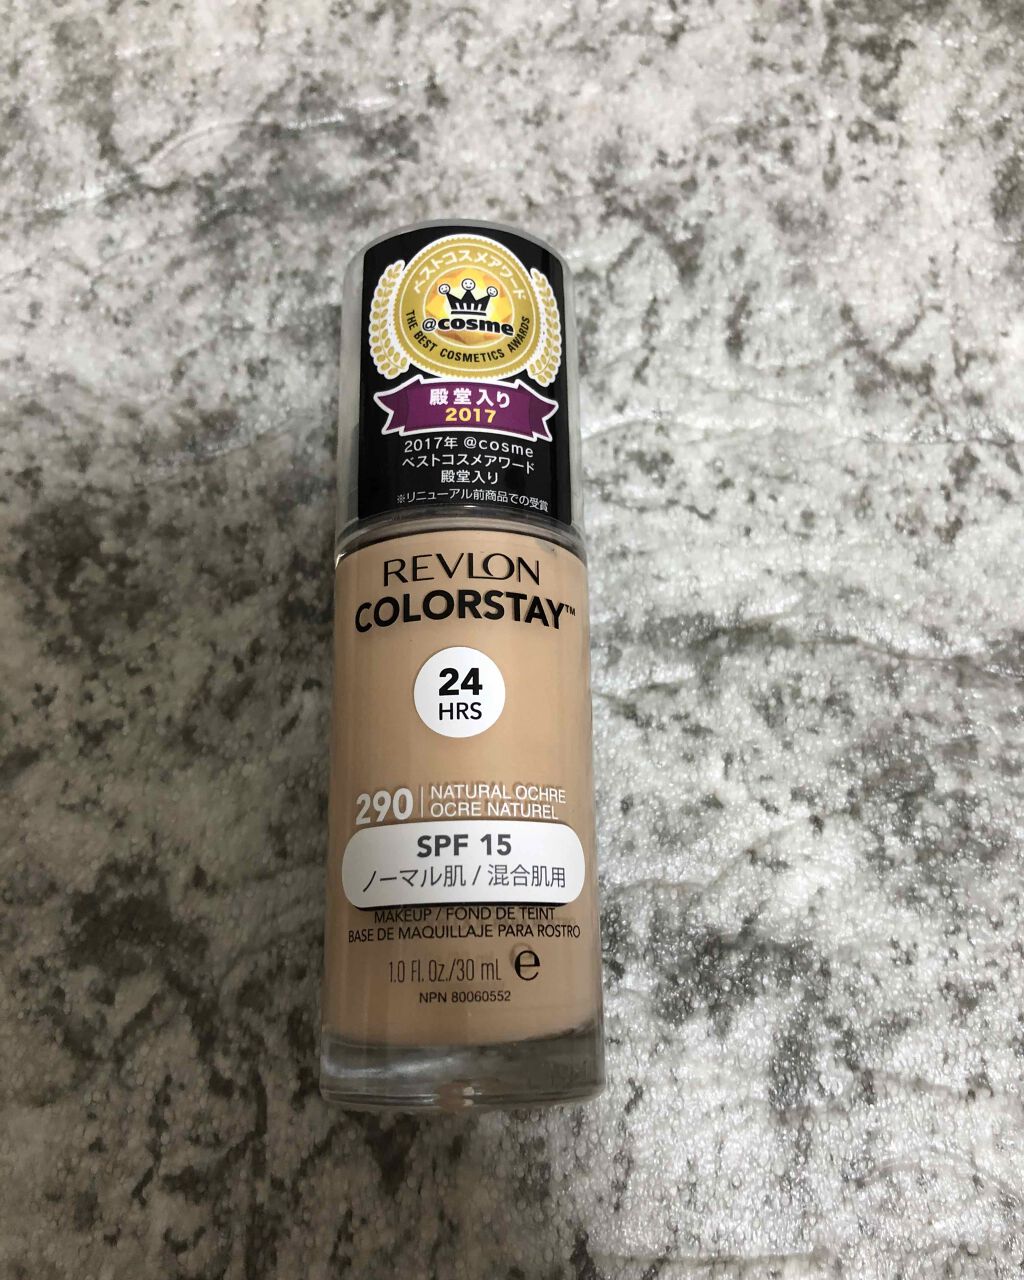 ベストコスメアワード
@cosme
THE BEST COSMETICS AWARDS
殿堂入り
2017
2017年 @cosme
ベストコスメアワード
殿堂入り
※リニューアル前商品での受賞
REVLON
COLORSTAY™
24
HRS
290 | NATURAL OCHRE
OCRE NATUREL
SPF 15
ノーマル肌 / 混合肌用
MAKEUP / FOND DE TEINT
BASE DE MAQUILLAJE PARA ROSTRO
1.0 Fl. Oz./30 mL ℮
NPN 80060552